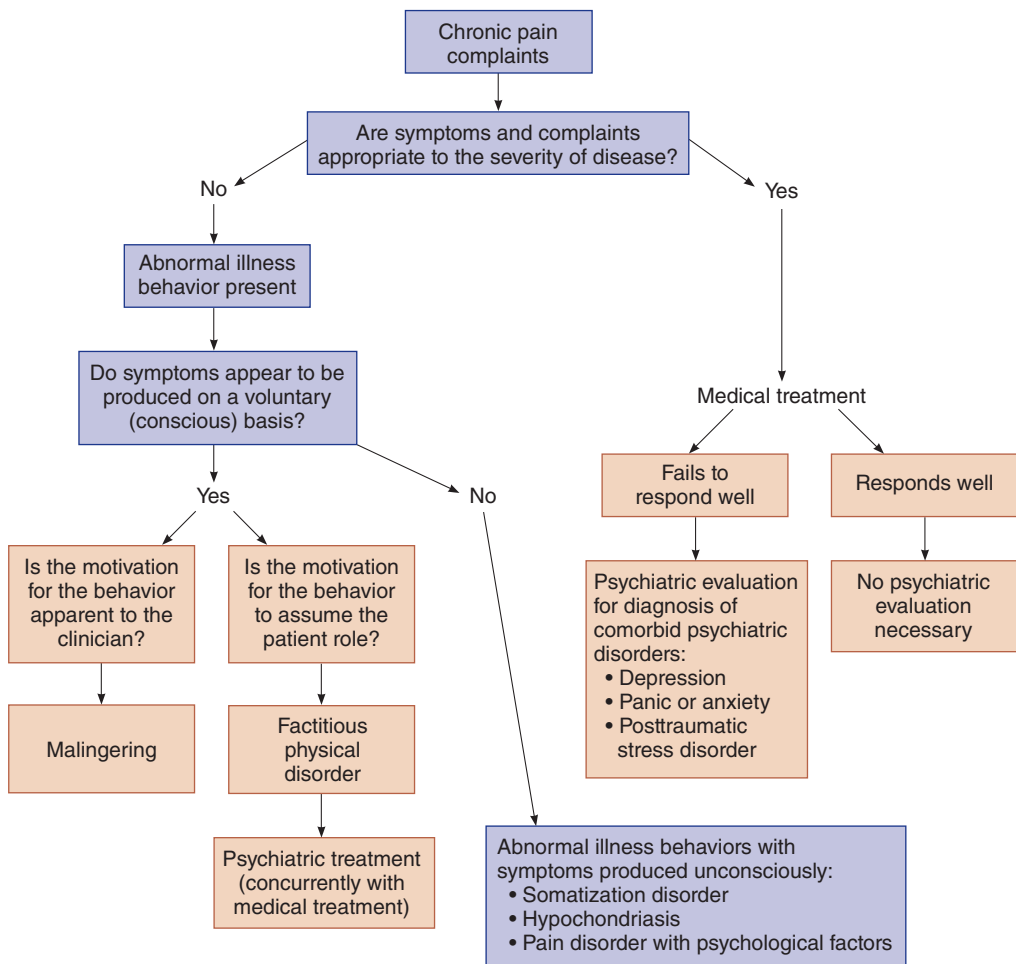 Chronic pain
complaints
Are symptoms and complaints
appropriate to the severity of disease?
No
Yes
Abnormal illness
behavior present
Do symptoms appear to be
produced on a voluntary
(conscious) basis?
Yes
No
Is the motivation
for the behavior
apparent to the
clinician?
Malingering
Is the motivation
for the behavior
to assume the
patient role?
Factitious
physical
disorder
Psychiatric treatment
(concurrently with
medical treatment)
Abnormal illness behaviors with
symptoms produced unconsciously:
• Somatization disorder
• Hypochondriasis
• Pain disorder with psychological factors
Medical treatment
Fails to
respond well
Psychiatric evaluation
for diagnosis of
comorbid psychiatric
disorders:
• Depression
• Panic or anxiety
• Posttraumatic
stress disorder
Responds well
No psychiatric
evaluation
necessary